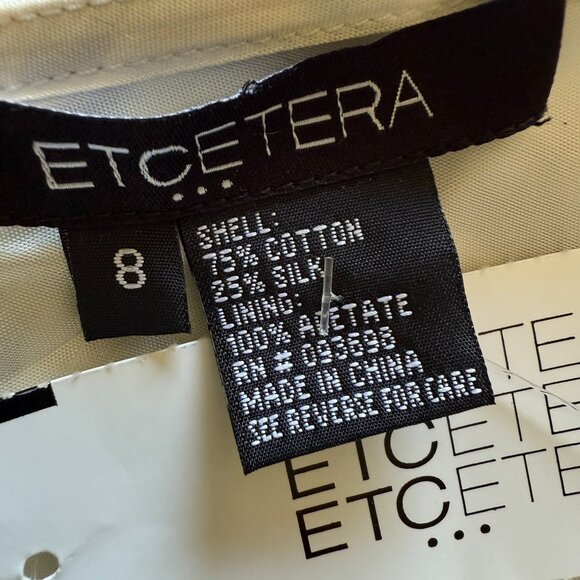 ETCETERA
...
8
SHELL:
75% COTTON
25% SILK
LINING:
100% ACETATE
RN #
MADE IN CHINA
SEE REVERSE FOR CARE
ETCETE
ETCETE
ETCETE
ETCETE
...